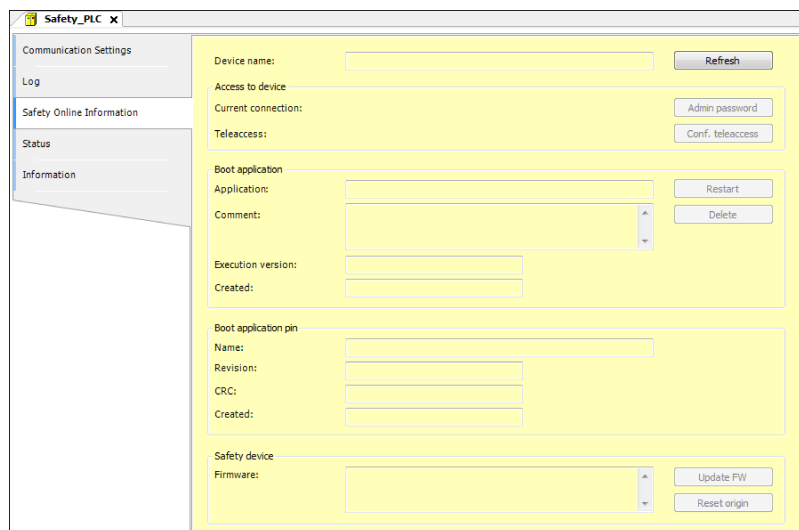 Safety_PLC
Communication Settings
Log
Safety Online Information
Status
Information
Device name:
Refresh
Access to device
Current connection:
Admin password
Teleaccess:
Conf. teleaccess
Boot application
Application:
Restart
Comment:
Delete
Execution version:
Created:
Boot application pin
Name:
Revision:
CRC:
Created:
Safety device
Firmware:
Update FW
Reset origin